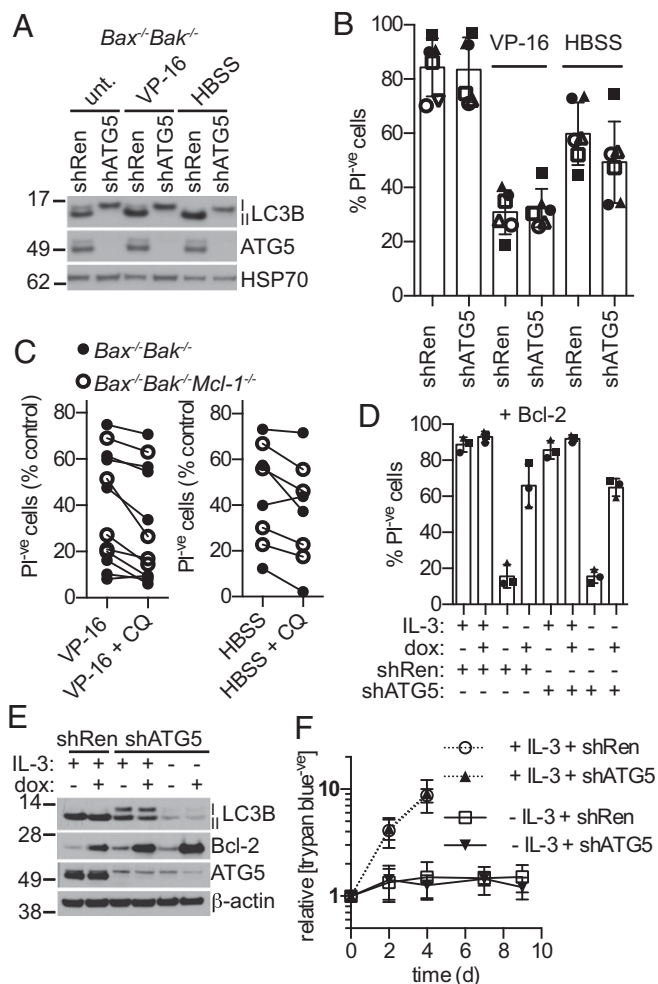 A
Bax-/-Bak-/-
unt.
VP-16
HBSS
shRen
shATG5
shRen
shATG5
shRen
shATG5
17
I
II
LC3B
49
ATG5
62
HSP70
B
VP-16
HBSS
% PI-ve cells
100
80
60
40
20
0
shRen
shATG5
shRen
shATG5
shRen
shATG5
C
Bax-/-Bak-/-
Bax-/-Bak-/-Mcl-1-/-
PI-ve cells (% control)
80
60
40
20
0
VP-16
VP-16 + CQ
PI-ve cells (% control)
80
60
40
20
0
HBSS
HBSS + CQ
D
+ Bcl-2
% PI-ve cells
100
80
60
40
20
0
IL-3 + + - - + + - -
dox - + - + - + - +
shRen + + + + - - - -
shATG5 - - - - + + + +
E
shRen shATG5
IL-3: + + + + - -
dox: - + - + - +
14
I
II
LC3B
28
Bcl-2
49
ATG5
38
β-actin
F
relative [trypan blue-ve]
10
1
0 2 4 6 8 10
time (d)
+ IL-3 + shRen
+ IL-3 + shATG5
- IL-3 + shRen
- IL-3 + shATG5